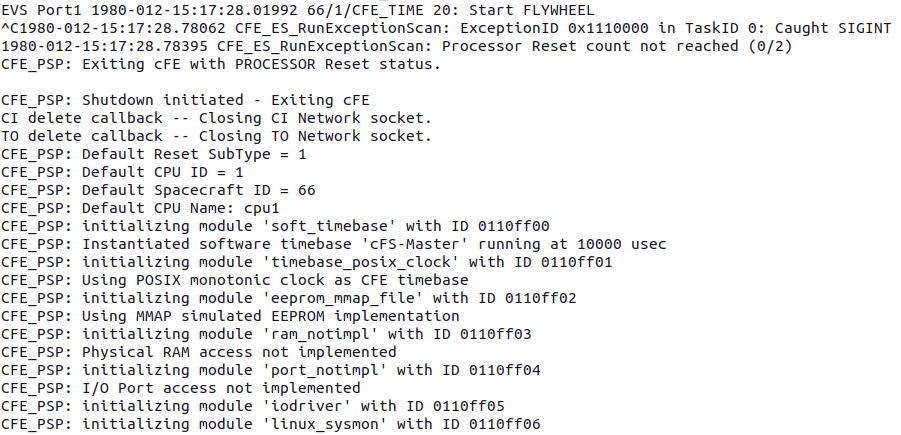 EVS Port1 1980-012-15:17:28.01992 66/1/CFE_TIME 20: Start FLYWHEEL
^C1980-012-15:17:28.78062 CFE_ES_RunExceptionScan: ExceptionID 0x1110000 in TaskID 0: Caught SIGINT
1980-012-15:17:28.78395 CFE_ES_RunExceptionScan: Processor Reset count not reached (0/2)
CFE_PSP: Exiting cFE with PROCESSOR Reset status.
CFE_PSP: Shutdown initiated - Exiting cFE
CI delete callback -- Closing CI Network socket.
TO delete callback -- Closing TO Network socket.
CFE_PSP: Default Reset SubType = 1
CFE_PSP: Default CPU ID = 1
CFE_PSP: Default Spacecraft ID = 66
CFE_PSP: Default CPU Name: cpu1
CFE_PSP: initializing module 'soft_timebase' with ID 0110ff00
CFE_PSP: Instantiated software timebase 'cFS-Master' running at 10000 usec
CFE_PSP: initializing module 'timebase_posix_clock' with ID 0110ff01
CFE_PSP: Using POSIX monotonic clock as CFE timebase
CFE_PSP: initializing module 'eeprom_mmap_file' with ID 0110ff02
CFE_PSP: Using MMAP simulated EEPROM implementation
CFE_PSP: initializing module 'ram_notimpl' with ID 0110ff03
CFE_PSP: Physical RAM access not implemented
CFE_PSP: initializing module 'port_notimpl' with ID 0110ff04
CFE_PSP: I/O Port access not implemented
CFE_PSP: initializing module 'iodriver' with ID 0110ff05
CFE_PSP: initializing module 'linux_sysmon' with ID 0110ff06